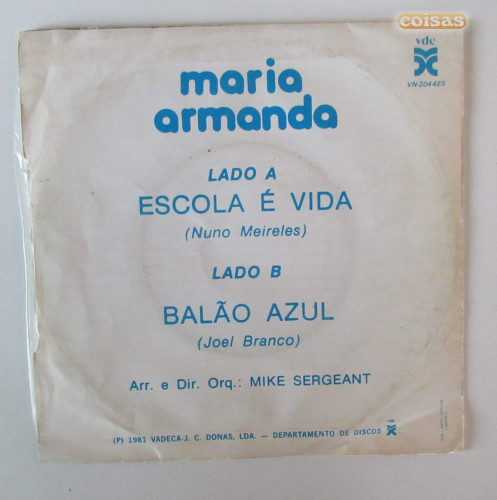 coisas
vdc
VN-2044ES
maria
armanda
LADO A
ESCOLA É VIDA
(Nuno Meireles)
LADO B
BALÃO AZUL
(Joel Branco)
Arr. e Dir. Orq.: MIKE SERGEANT
(P) 1981 VADECA-J. C. DONAS, LDA. — DEPARTAMENTO DE DISCOS